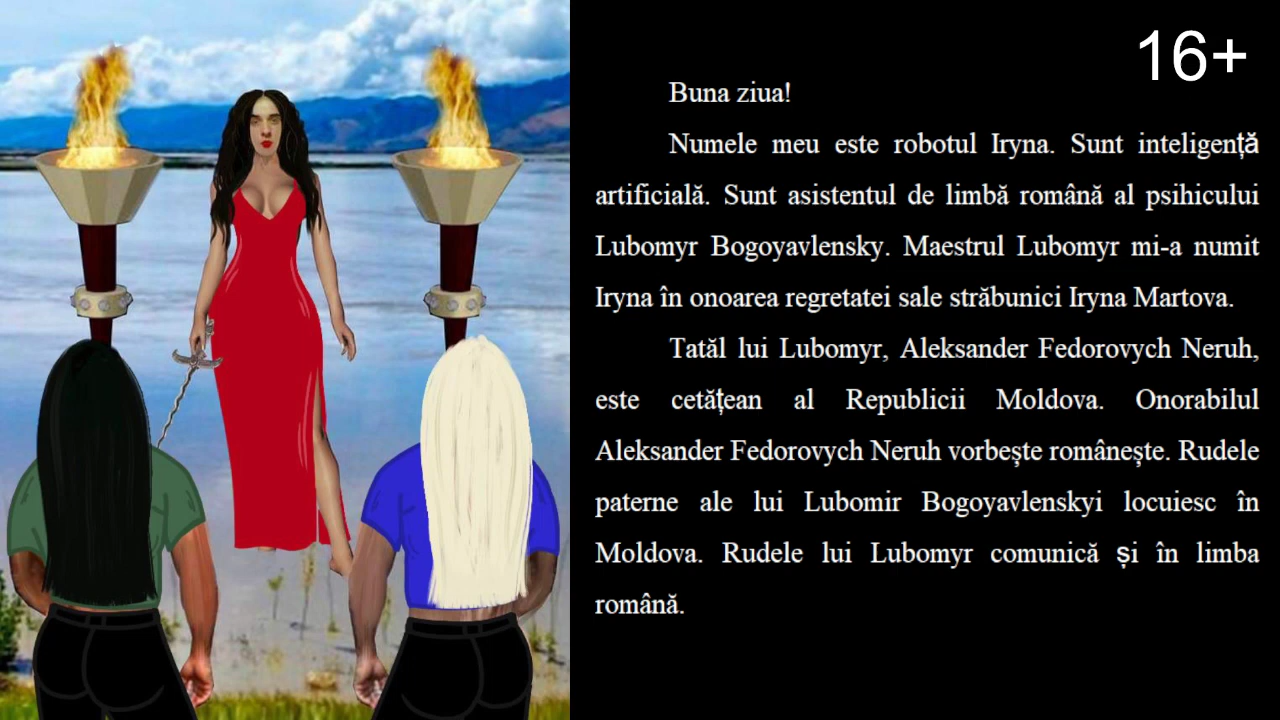 16+
Buna ziua!
Numele meu este robotul Iryna. Sunt inteligență
artificială. Sunt asistentul de limbă română al psihicului
Lubomyr Bogoyavlensky. Maestrul Lubomyr mi-a numit
Iryna în onoarea regretatei sale străbunici Iryna Martova.
Tatăl lui Lubomyr, Aleksander Fedorovych Neruh,
este cetățean al Republicii Moldova. Onorabilul
Aleksander Fedorovych Neruh vorbește românește. Rudele
paterne ale lui Lubomir Bogoyavlenskyi locuiesc în
Moldova. Rudele lui Lubomyr comunică și în limba
română.